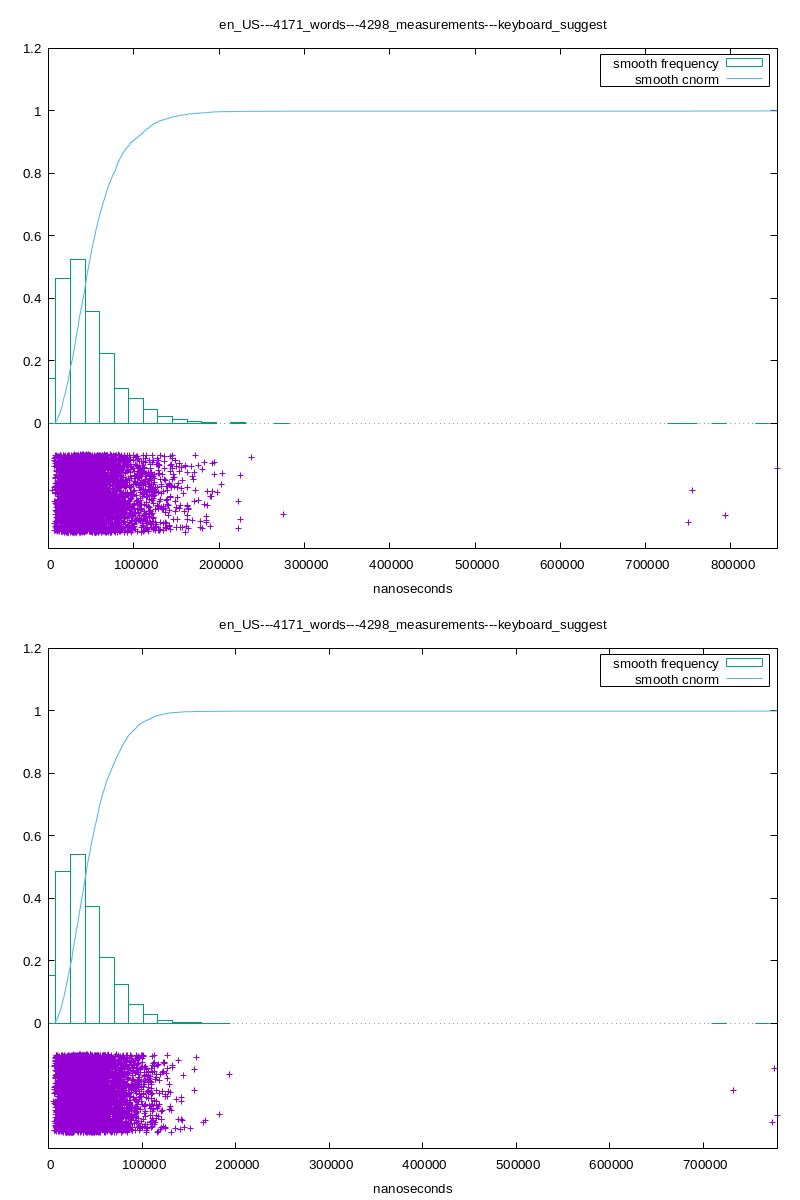 en_US---4171_words---4298_measurements---keyboard_suggest
1.2
smooth frequency
smooth cnorm
1
0.8
0.6
0.4
0.2
0
0 100000 200000 300000 400000 500000 600000 700000 800000
nanoseconds
en_US---4171_words---4298_measurements---keyboard_suggest
1.2
smooth frequency
smooth cnorm
1
0.8
0.6
0.4
0.2
0
0 100000 200000 300000 400000 500000 600000 700000
nanoseconds